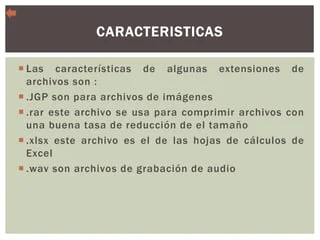 CARACTERISTICAS
Las características de algunas extensiones de
archivos son :
.JGP son para archivos de imágenes
.rar este archivo se usa para comprimir archivos con
una buena tasa de reducción de el tamaño
.xlsx este archivo es el de las hojas de cálculos de
Excel
.wav son archivos de grabación de audio